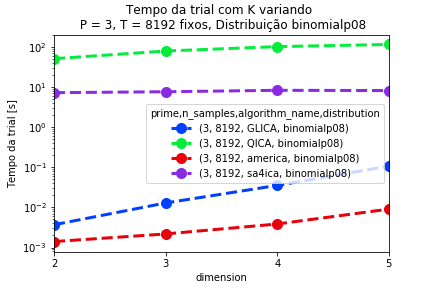 Tempo da trial com K variando
P = 3, T = 8192 fixos, Distribuição binomialp08
Tempo da trial [s]
10²
10¹
10⁰
10⁻¹
10⁻²
10⁻³
prime,n_samples,algorithm_name,distribution
(3, 8192, GLICA, binomialp08)
(3, 8192, QICA, binomialp08)
(3, 8192, america, binomialp08)
(3, 8192, sa4ica, binomialp08)
2 3 4 5
dimension